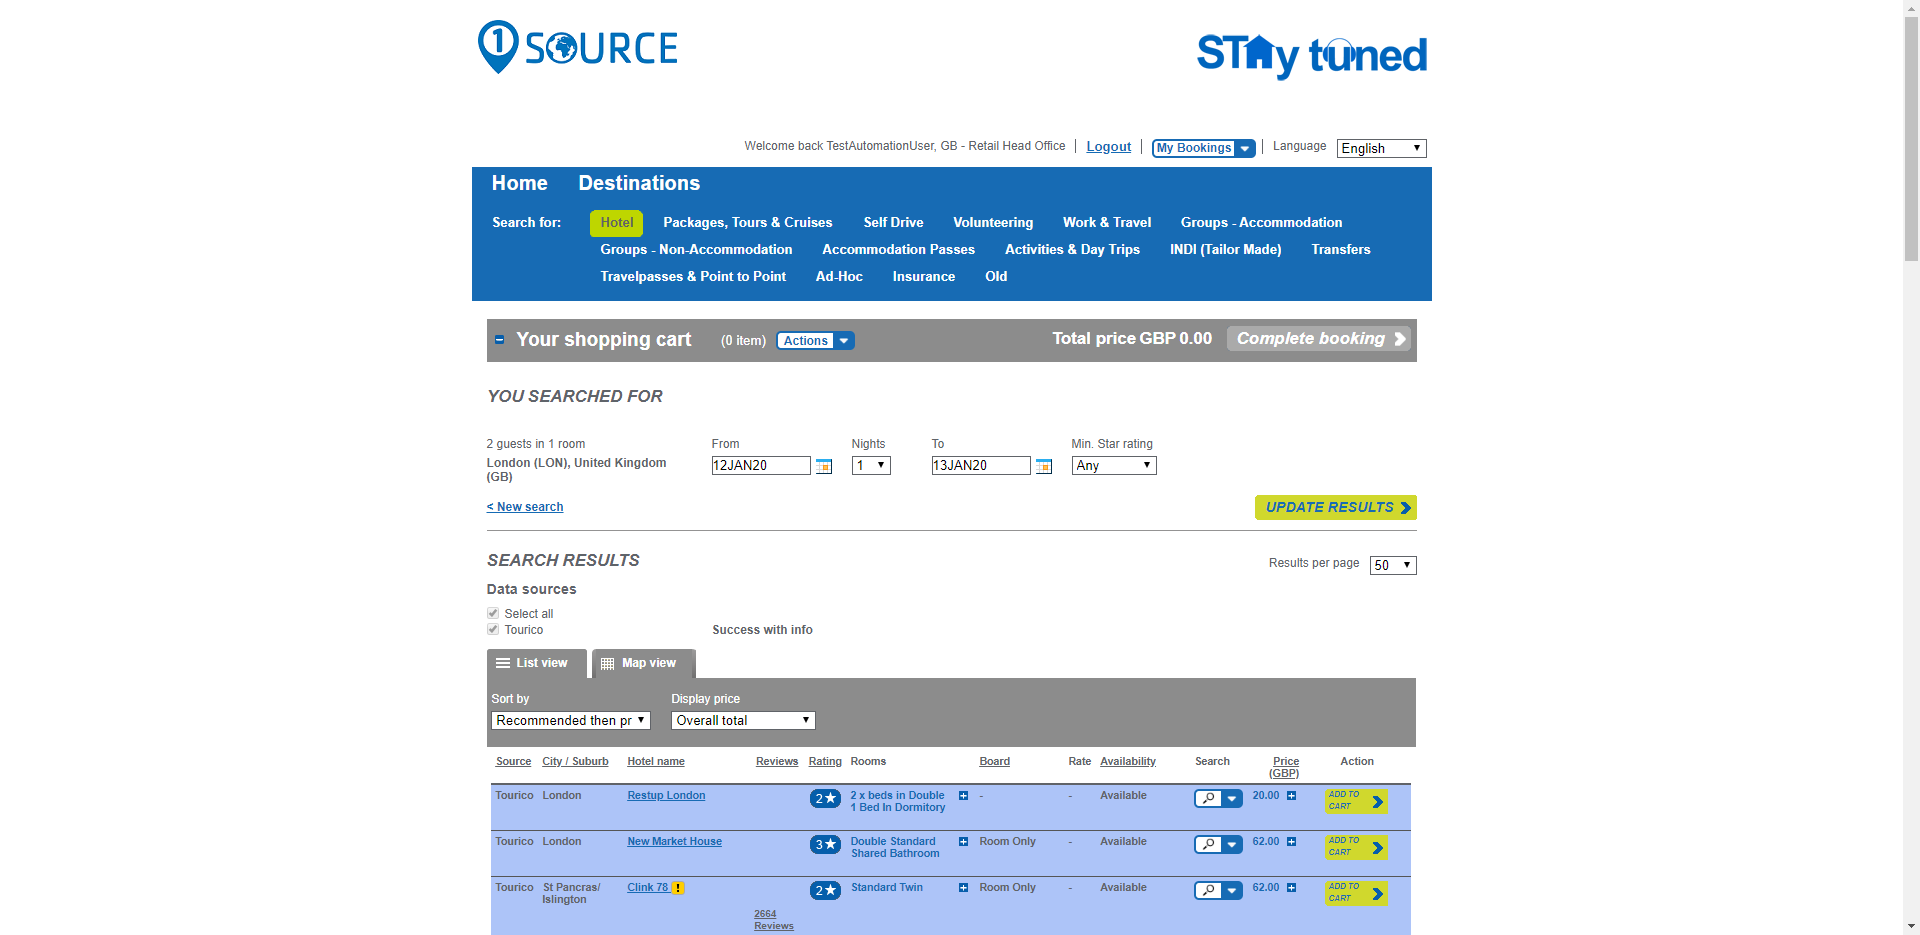 1 SOURCE
STAy tuned
Welcome back TestAutomationUser, GB - Retail Head Office Logout My Bookings Language English
Home Destinations
Search for: Hotel Packages, Tours & Cruises Self Drive Volunteering Work & Travel Groups - Accommodation
Groups - Non-Accommodation Accommodation Passes Activities & Day Trips INDI (Tailor Made) Transfers
Travelpasses & Point to Point Ad-Hoc Insurance Old
Your shopping cart (0 item) Actions Total price GBP 0.00 Complete booking
YOU SEARCHED FOR
2 guests in 1 room From Nights To Min. Star rating
London (LON), United Kingdom 12JAN20 1 13JAN20 Any
(GB)
< New search UPDATE RESULTS
SEARCH RESULTS Results per page 50
Data sources
Select all
Tourico Success with info
List view Map view
Sort by Display price
Recommended then pr Overall total
Source City / Suburb Hotel name Reviews Rating Rooms Board Rate Availability Search Price Action
(GBP)
Tourico London Restup London 2 2 x beds in Double - - Available 20.00 ADD TO
1 Bed In Dormitory CART
Tourico London New Market House 3 Double Standard Room Only - Available 62.00 ADD TO
Shared Bathroom CART
Tourico St Pancras/ Clink 78 ! 2 Standard Twin Room Only - Available 62.00 ADD TO
Islington CART
2664
Reviews